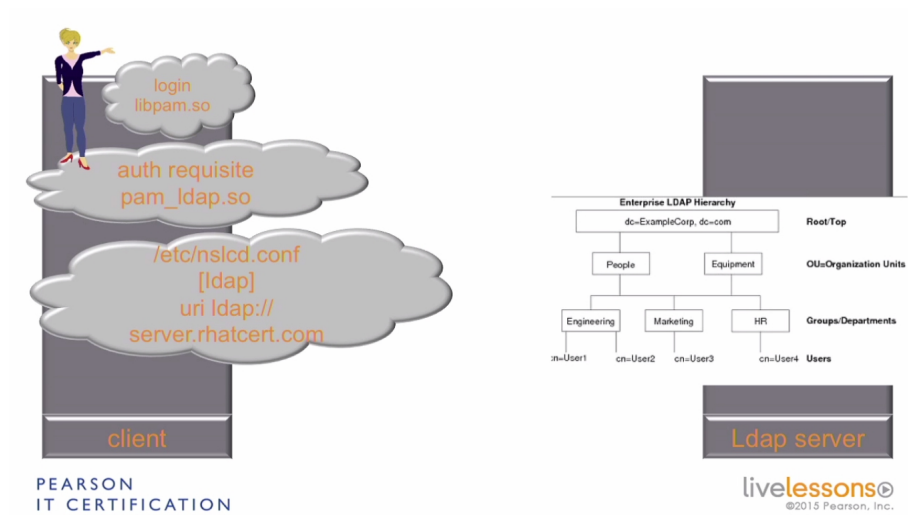 login
libpam.so
auth requisite
pam_ldap.so
/etc/nslcd.conf
[ldap]
uri ldap://
server.rhatcert.com
client
Enterprise LDAP Hierarchy
dc=ExampleCorp, dc=com
Root/Top
People
Equipment
OU=Organization Units
Engineering
Marketing
HR
Groups/Departments
:n=User1
cn=User2
cn=User3
cn=User4
Users
Ldap server
PEARSON
IT CERTIFICATION
livelessons
©2015 Pearson, Inc.